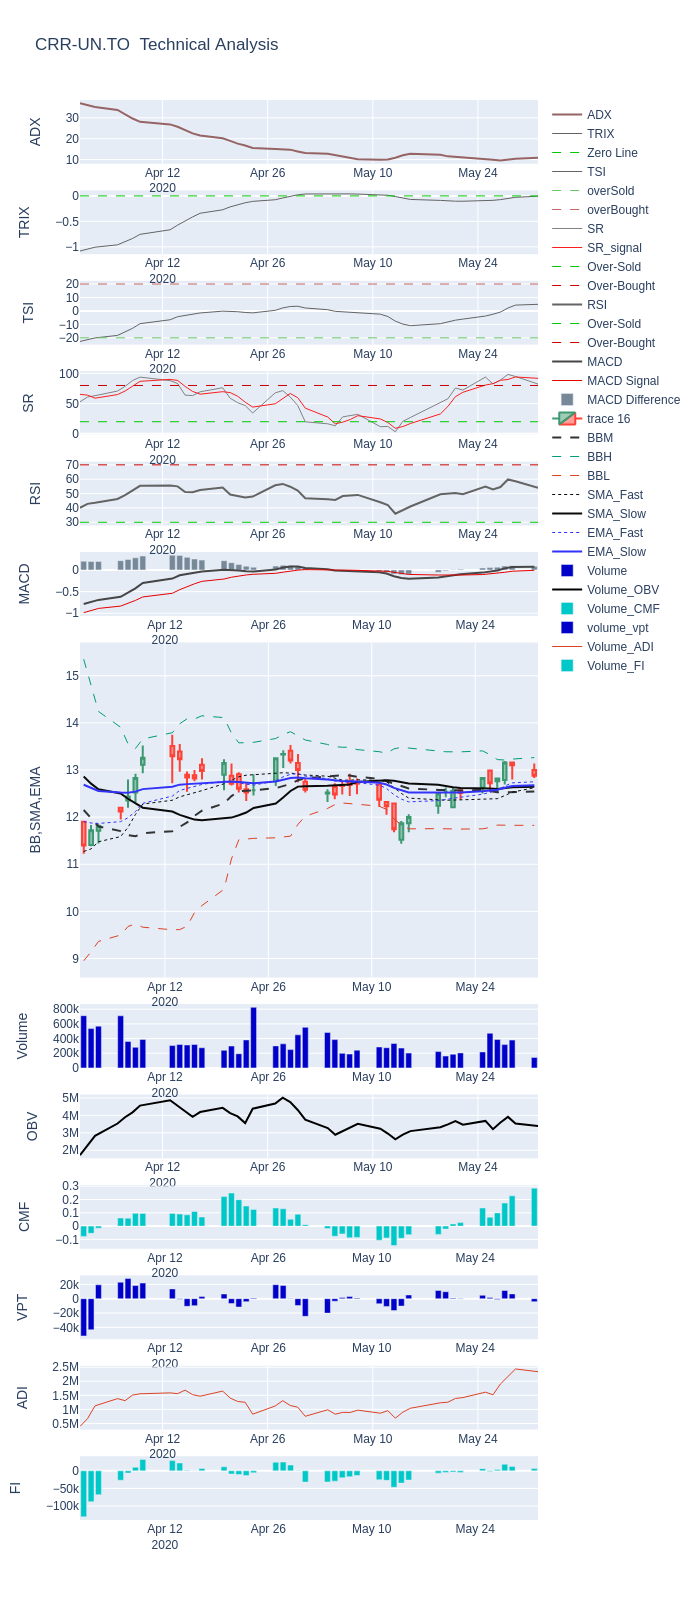 CRR-UN.TO  Technical Analysis
ADX
30
20
10
Apr 12
2020
Apr 26
May 10
May 24
TRIX
0
−0.5
−1
Apr 12
2020
Apr 26
May 10
May 24
TSI
20
10
0
−10
−20
Apr 12
2020
Apr 26
May 10
May 24
SR
100
50
0
Apr 12
2020
Apr 26
May 10
May 24
RSI
70
60
50
40
30
Apr 12
2020
Apr 26
May 10
May 24
MACD
0
−0.5
−1
Apr 12
2020
Apr 26
May 10
May 24
BB,SMA,EMA
15
14
13
12
11
10
9
Apr 12
2020
Apr 26
May 10
May 24
Volume
800k
600k
400k
200k
0
Apr 12
2020
Apr 26
May 10
May 24
OBV
5M
4M
3M
2M
Apr 12
2020
Apr 26
May 10
May 24
CMF
0.3
0.2
0.1
0
−0.1
Apr 12
2020
Apr 26
May 10
May 24
VPT
20k
0
−20k
−40k
Apr 12
2020
Apr 26
May 10
May 24
ADI
2.5M
2M
1.5M
1M
0.5M
Apr 12
2020
Apr 26
May 10
May 24
FI
0
−50k
−100k
Apr 12
2020
Apr 26
May 10
May 24
ADX
TRIX
Zero Line
TSI
overSold
overBought
SR
SR_signal
Over-Sold
Over-Bought
RSI
Over-Sold
Over-Bought
MACD
MACD Signal
MACD Difference
trace 16
BBM
BBH
BBL
SMA_Fast
SMA_Slow
EMA_Fast
EMA_Slow
Volume
Volume_OBV
Volume_CMF
volume_vpt
Volume_ADI
Volume_FI